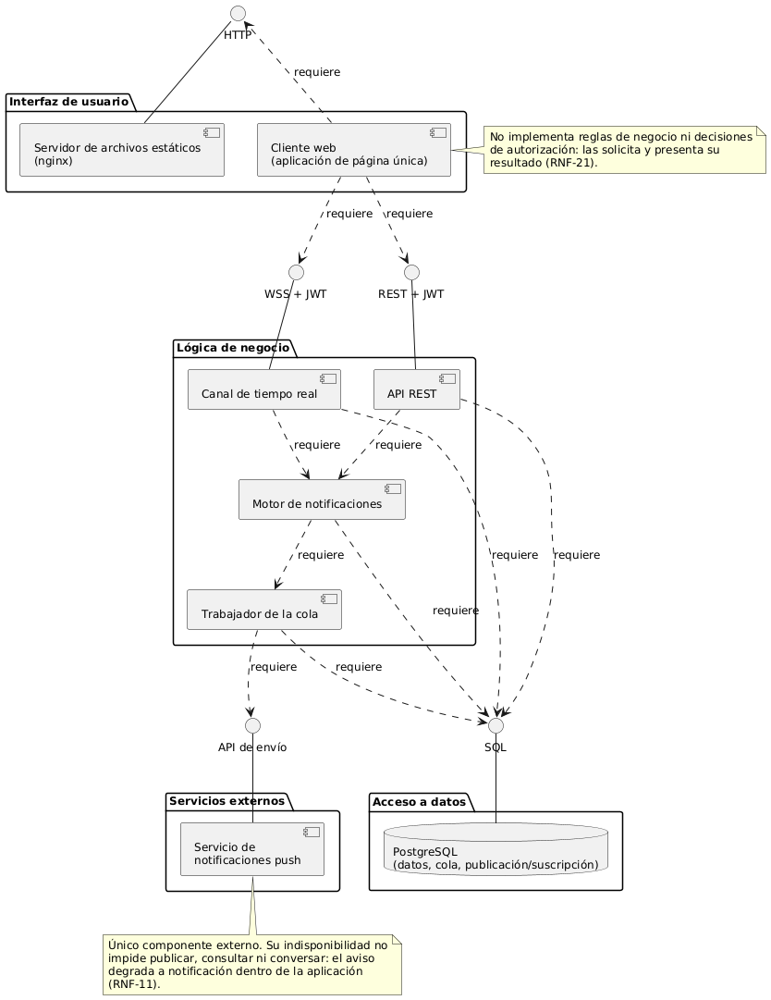 HTTP
requiere
Interfaz de usuario
Servidor de archivos estáticos
(nginx)
Cliente web
(aplicación de página única)
No implementa reglas de negocio ni decisiones
de autorización: las solicita y presenta su
resultado (RNF-21).
requiere
requiere
WSS + JWT
REST + JWT
Lógica de negocio
Canal de tiempo real
API REST
requiere
requiere
Motor de notificaciones
requiere
requiere
requiere
Trabajador de la cola
requiere
requiere
requiere
API de envío
SQL
Servicios externos
Servicio de
notificaciones push
Acceso a datos
PostgreSQL
(datos, cola, publicación/suscripción)
Único componente externo. Su indisponibilidad no
impide publicar, consultar ni conversar: el aviso
degrada a notificación dentro de la aplicación
(RNF-11).